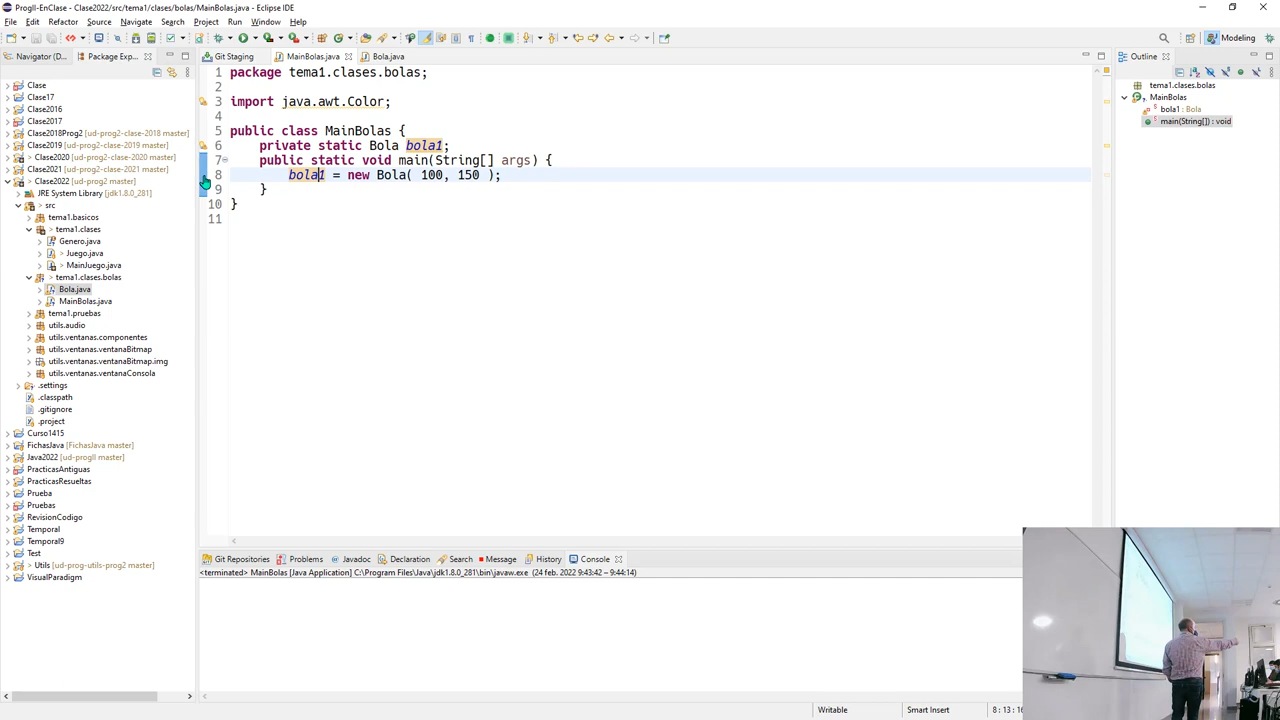 ProgII-EnClase - Clase2022/src/tema1/clases/bolas/MainBolas.java - Eclipse IDE
File Edit Refactor Source Navigate Search Project Run Window Help
Modeling
Navigator (D...
Package Exp...
Git Staging
MainBolas.java
Bola.java
Outline
Clase
Clase17
Clase2016
Clase2017
Clase2018Prog2 [ud-prog2-clase-2018 master]
> Clase2020 [ud-prog2-clase-2020 master]
Clase2019 [ud-prog2-clase-2019 master]
Clase2021 [ud-prog2-clase-2021 master]
> Clase2022 [ud-prog2 master]
JRE System Library [jdk1.8.0_281]
> src
tema1.basicos
> tema1.clases
Genero.java
> Juego.java
MainJuego.java
> tema1.clases.bolas
Bola.java
MainBolas.java
tema1.pruebas
utils.audio
utils.ventanas.componentes
utils.ventanas.ventanaBitmap
utils.ventanas.ventanaBitmap.img
utils.ventanas.ventanaConsola
.settings
.classpath
.gitignore
.project
Curso1415
FichasJava [FichasJava master]
Java2022 [ud-progII master]
PracticasAntiguas
PracticasResueltas
Prueba
Pruebas
RevisionCodigo
Temporal
Temporal9
Test
> Utils [ud-prog-utils-prog2 master]
VisualParadigm
1 package tema1.clases.bolas;
2
3 import java.awt.Color;
4
5 public class MainBolas {
6 private static Bola bola1;
7 public static void main(String[] args) {
8 bola1 = new Bola( 100, 150 );
9 }
10 }
11
tema1.clases.bolas
MainBolas
bola1 : Bola
main(String[]) : void
Git Repositories Problems Javadoc Declaration Search Message History Console
<terminated> MainBolas [Java Application] C:\Program Files\Java\jdk1.8.0_281\bin\javaw.exe (24 feb. 2022 9:43:42 – 9:44:14)
Writable Smart Insert 8 : 13 : 16